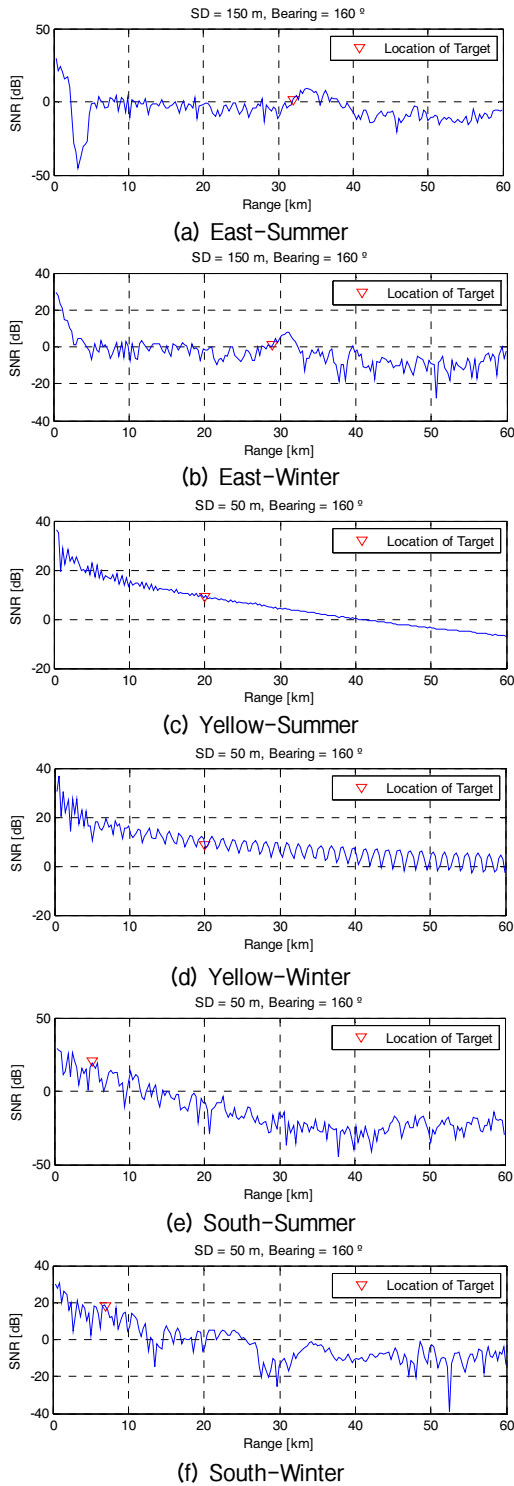 SD = 150 m, Bearing = 160 º
50
Location of Target
SNR [dB]
0
-50
0 10 20 30 40 50 60
Range [km]
(a) East-Summer
SD = 150 m, Bearing = 160 º
40
Location of Target
20
SNR [dB]
0
-20
-40
0 10 20 30 40 50 60
Range [km]
(b) East-Winter
SD = 50 m, Bearing = 160 º
40
Location of Target
20
SNR [dB]
0
-20
0 10 20 30 40 50 60
Range [km]
(c) Yellow-Summer
SD = 50 m, Bearing = 160 º
40
Location of Target
20
SNR [dB]
0
-20
0 10 20 30 40 50 60
Range [km]
(d) Yellow-Winter
SD = 50 m, Bearing = 160 º
50
Location of Target
SNR [dB]
0
-50
0 10 20 30 40 50 60
Range [km]
(e) South-Summer
SD = 50 m, Bearing = 160 º
40
Location of Target
20
SNR [dB]
0
-20
40
0 10 20 30 40 50 60
Range [km]
(f) South-Winter